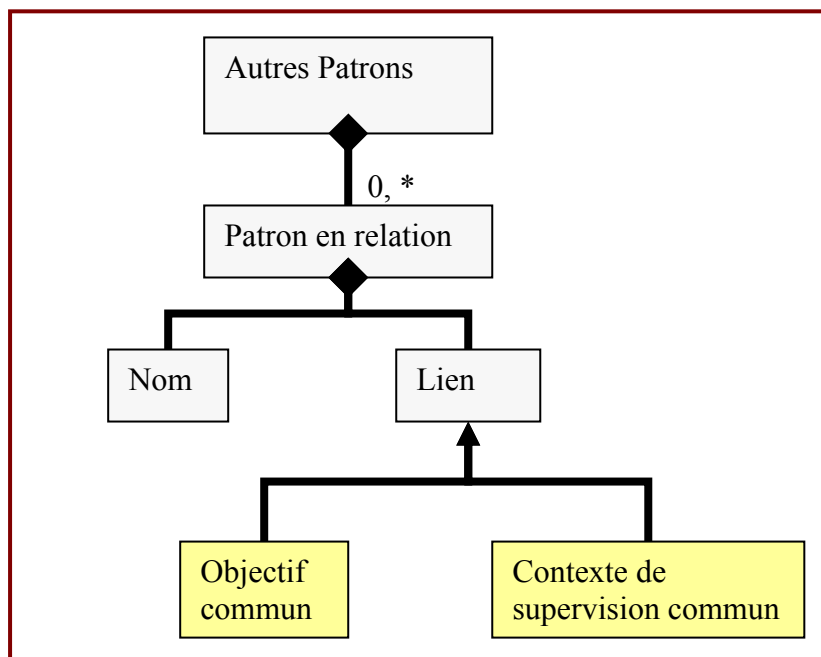 Autres Patrons
0, *
Patron en relation
Nom
Lien
Objectif
commun
Contexte de
supervision commun